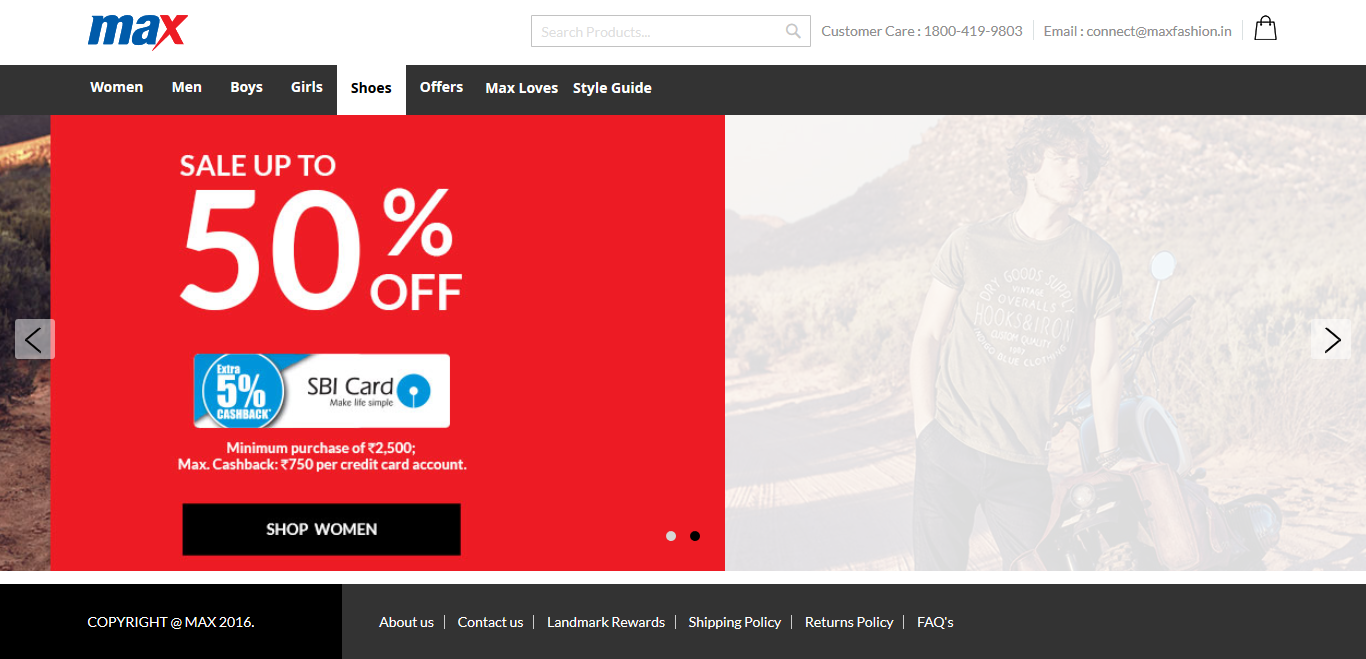 max
Search Products...
Customer Care : 1800-419-9803
Email : connect@maxfashion.in
Women
Men
Boys
Girls
Shoes
Offers
Max Loves
Style Guide
SALE UP TO
50% OFF
Extra
5%
CASHBACK*
SBI Card
Make life simple
Minimum purchase of ₹2,500;
Max. Cashback: ₹750 per credit card account.
SHOP WOMEN
DRY GOODS SUPPLY
VINTAGE
OVERALLS
HOOKS&IRON
CUSTOM QUALITY
INDIGO BLUE CLOTHING
COPYRIGHT @ MAX 2016.
About us
Contact us
Landmark Rewards
Shipping Policy
Returns Policy
FAQ's